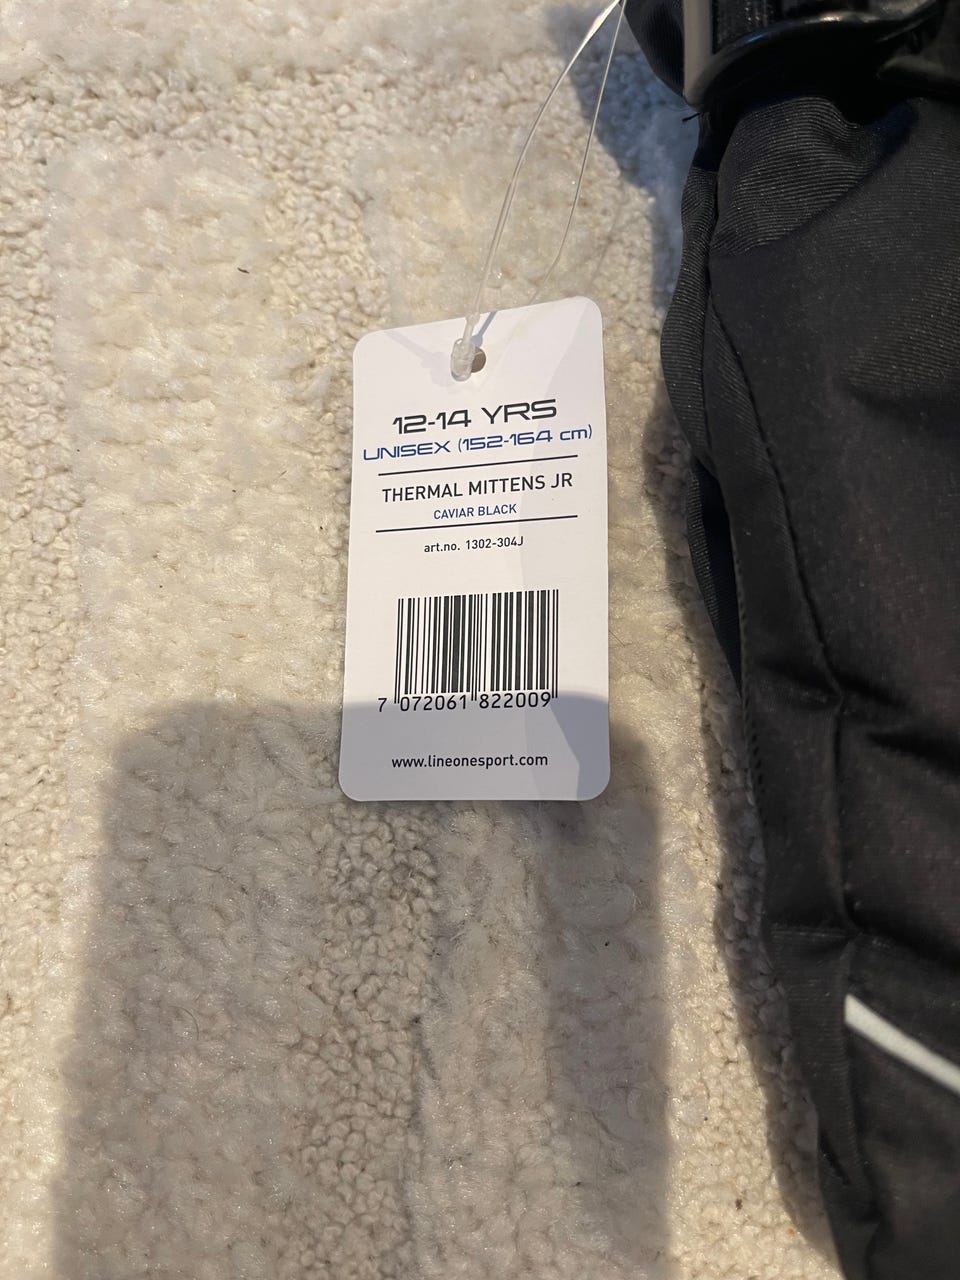 12-14 YRS
UNISEX (152-164 cm)
THERMAL MITTENS JR
CAVIAR BLACK
art.no. 1302-304J
7 072061 822009
www.lineonesport.com